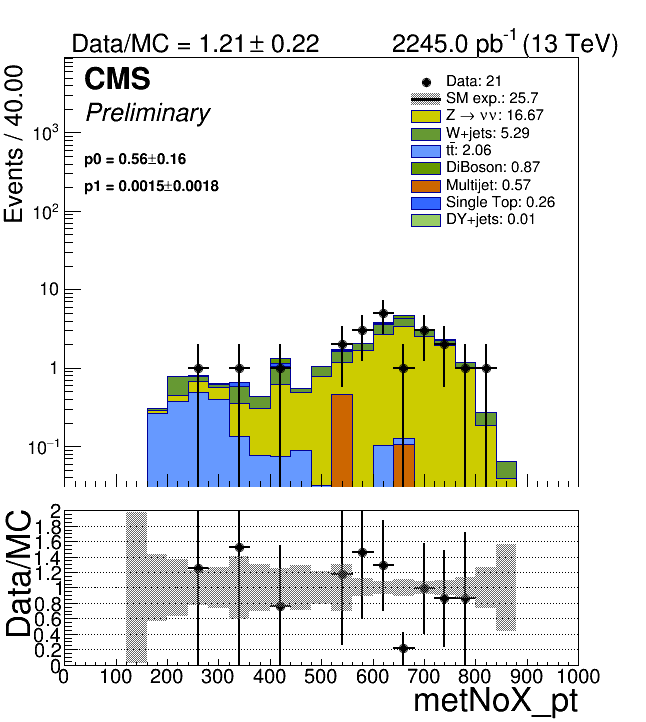 Data/MC = 1.21 ± 0.22 2245.0 pb⁻¹ (13 TeV)
CMS
Preliminary
p0 = 0.56±0.16
p1 = 0.0015±0.0018
Data: 21
SM exp.: 25.7
Z → νν: 16.67
W+jets: 5.29
tt̄: 2.06
DiBoson: 0.87
Multijet: 0.57
Single Top: 0.26
DY+jets: 0.01
Events / 40.00
10³
10²
10
1
10⁻¹
Data/MC
2
1.8
1.6
1.4
1.2
1
0.8
0.6
0.4
0.2
0
0 100 200 300 400 500 600 700 800 900 1000
metNoX_pt